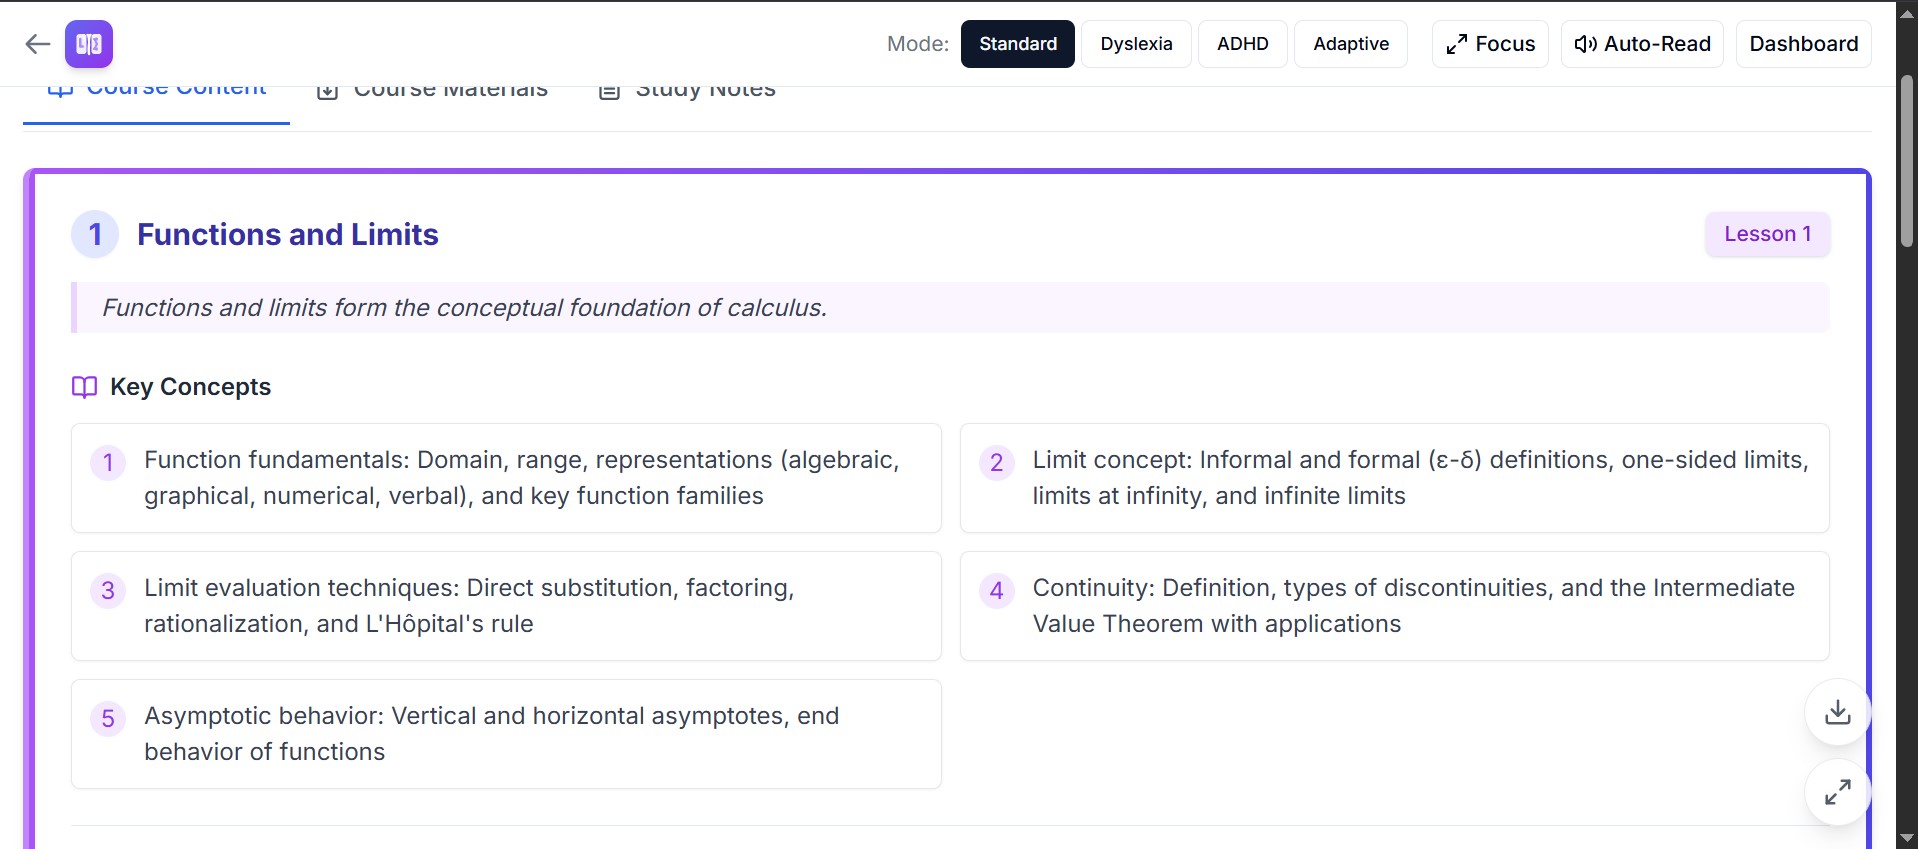 Mode: Standard Dyslexia ADHD Adaptive Focus Auto-Read Dashboard
Course Content Course Materials Study Notes
1 Functions and Limits Lesson 1
Functions and limits form the conceptual foundation of calculus.
Key Concepts
1 Function fundamentals: Domain, range, representations (algebraic,
graphical, numerical, verbal), and key function families
2 Limit concept: Informal and formal (ε-δ) definitions, one-sided limits,
limits at infinity, and infinite limits
3 Limit evaluation techniques: Direct substitution, factoring,
rationalization, and L'Hôpital's rule
4 Continuity: Definition, types of discontinuities, and the Intermediate
Value Theorem with applications
5 Asymptotic behavior: Vertical and horizontal asymptotes, end
behavior of functions